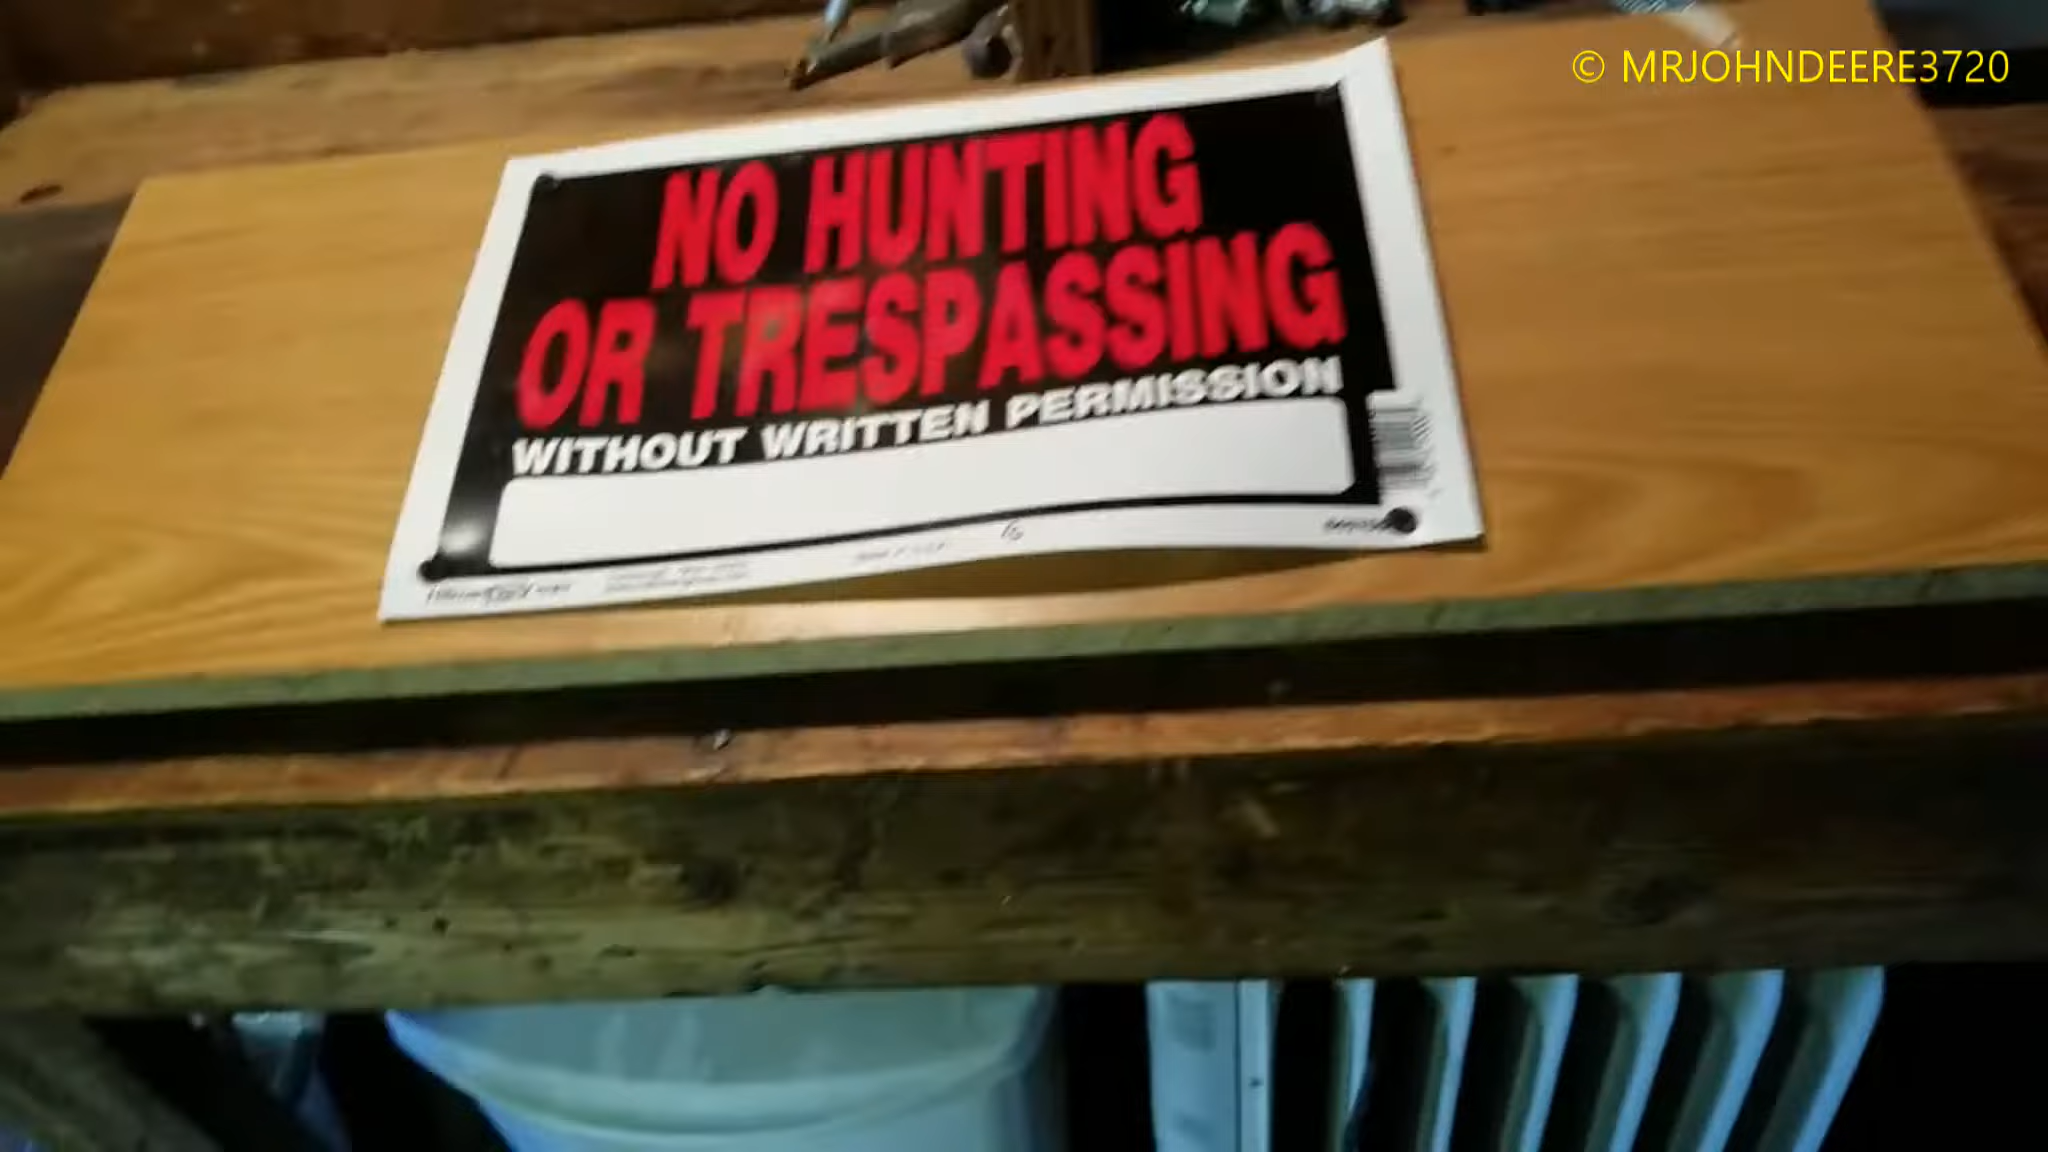 © MRJOHNDEERE3720
NO HUNTING
OR TRESPASSING
WITHOUT WRITTEN PERMISSION